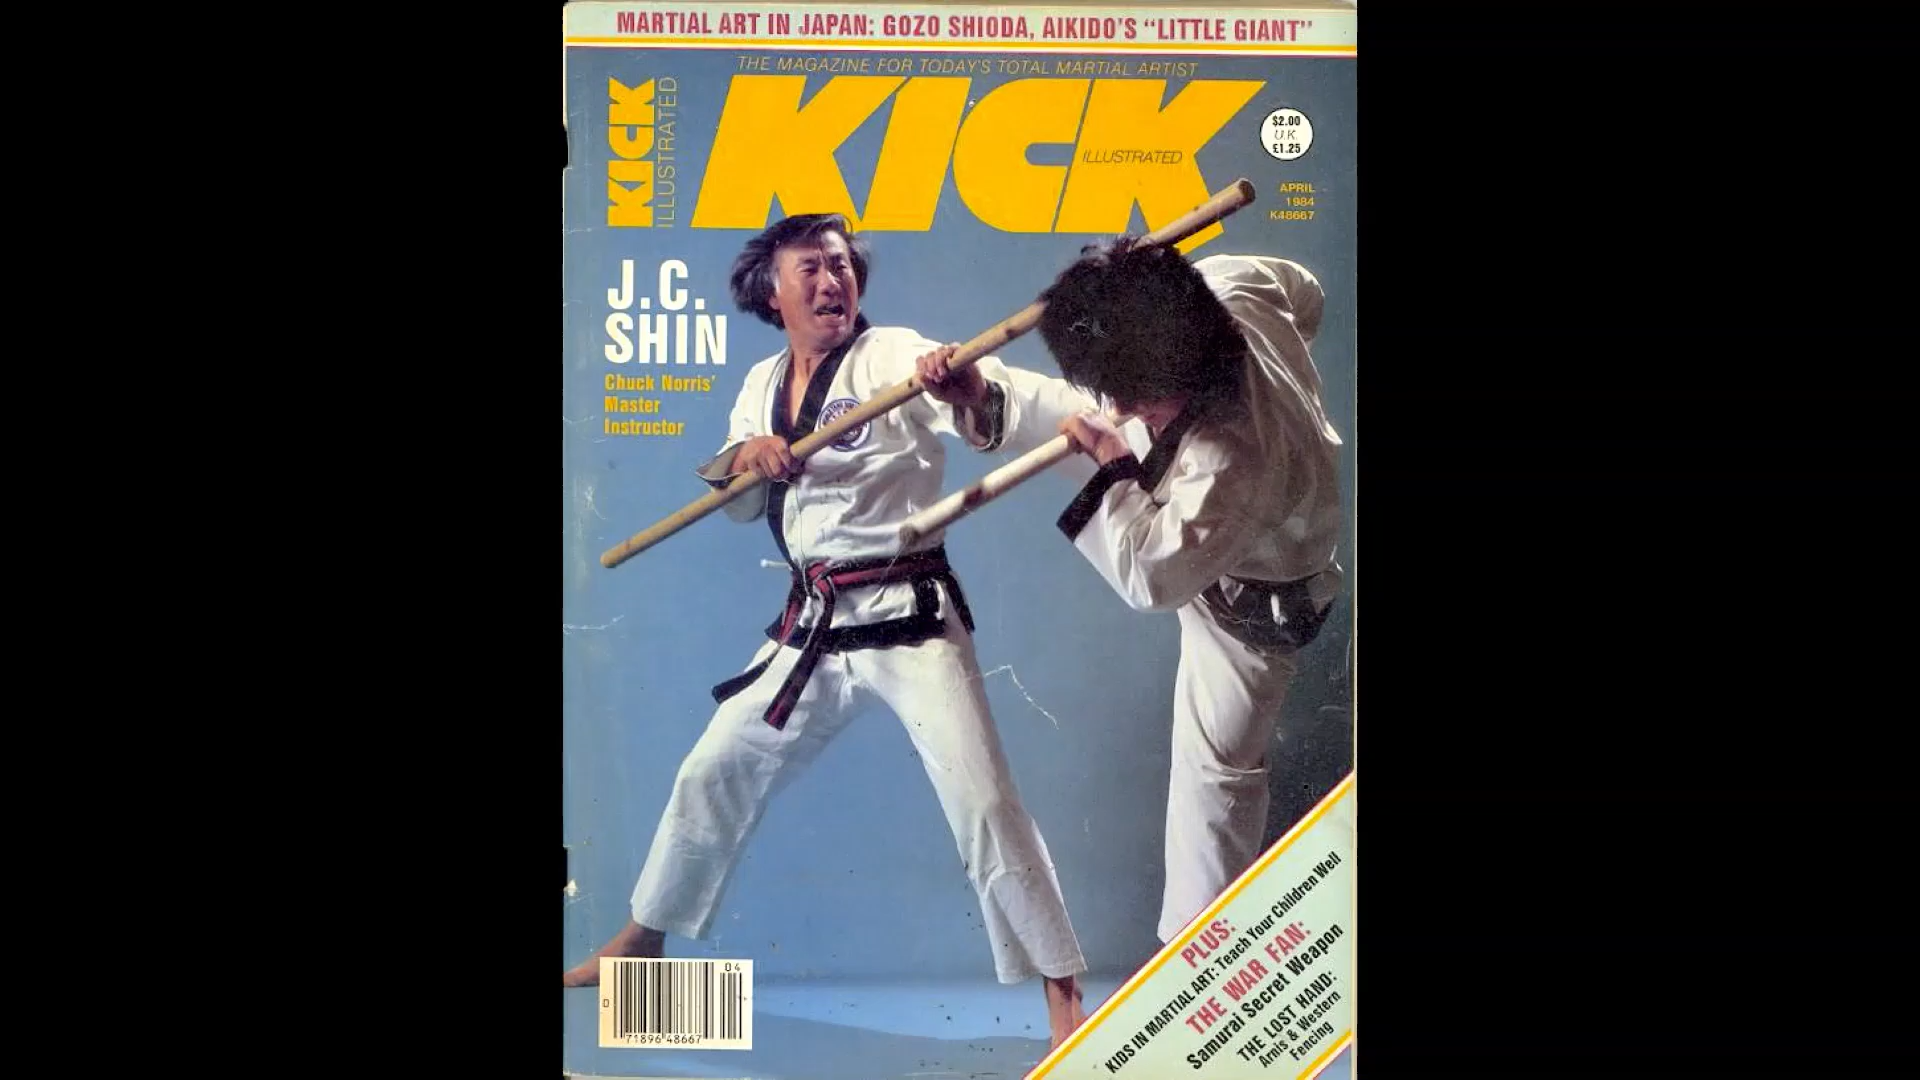 MARTIAL ART IN JAPAN: GOZO SHIODA, AIKIDO'S “LITTLE GIANT”
THE MAGAZINE FOR TODAY'S TOTAL MARTIAL ARTIST
KICK
ILLUSTRATED
KICK
ILLUSTRATED
$2.00
U.K.
£1.25
APRIL
1984
K48667
J.C.
SHIN
Chuck Norris'
Master
Instructor
PLUS:
KIDS IN MARTIAL ART: Teach Your Children Well
THE WAR FAN:
Samurai Secret Weapon
THE LOST HAND:
Arnis & Western
Fencing
04
0
71896 48667